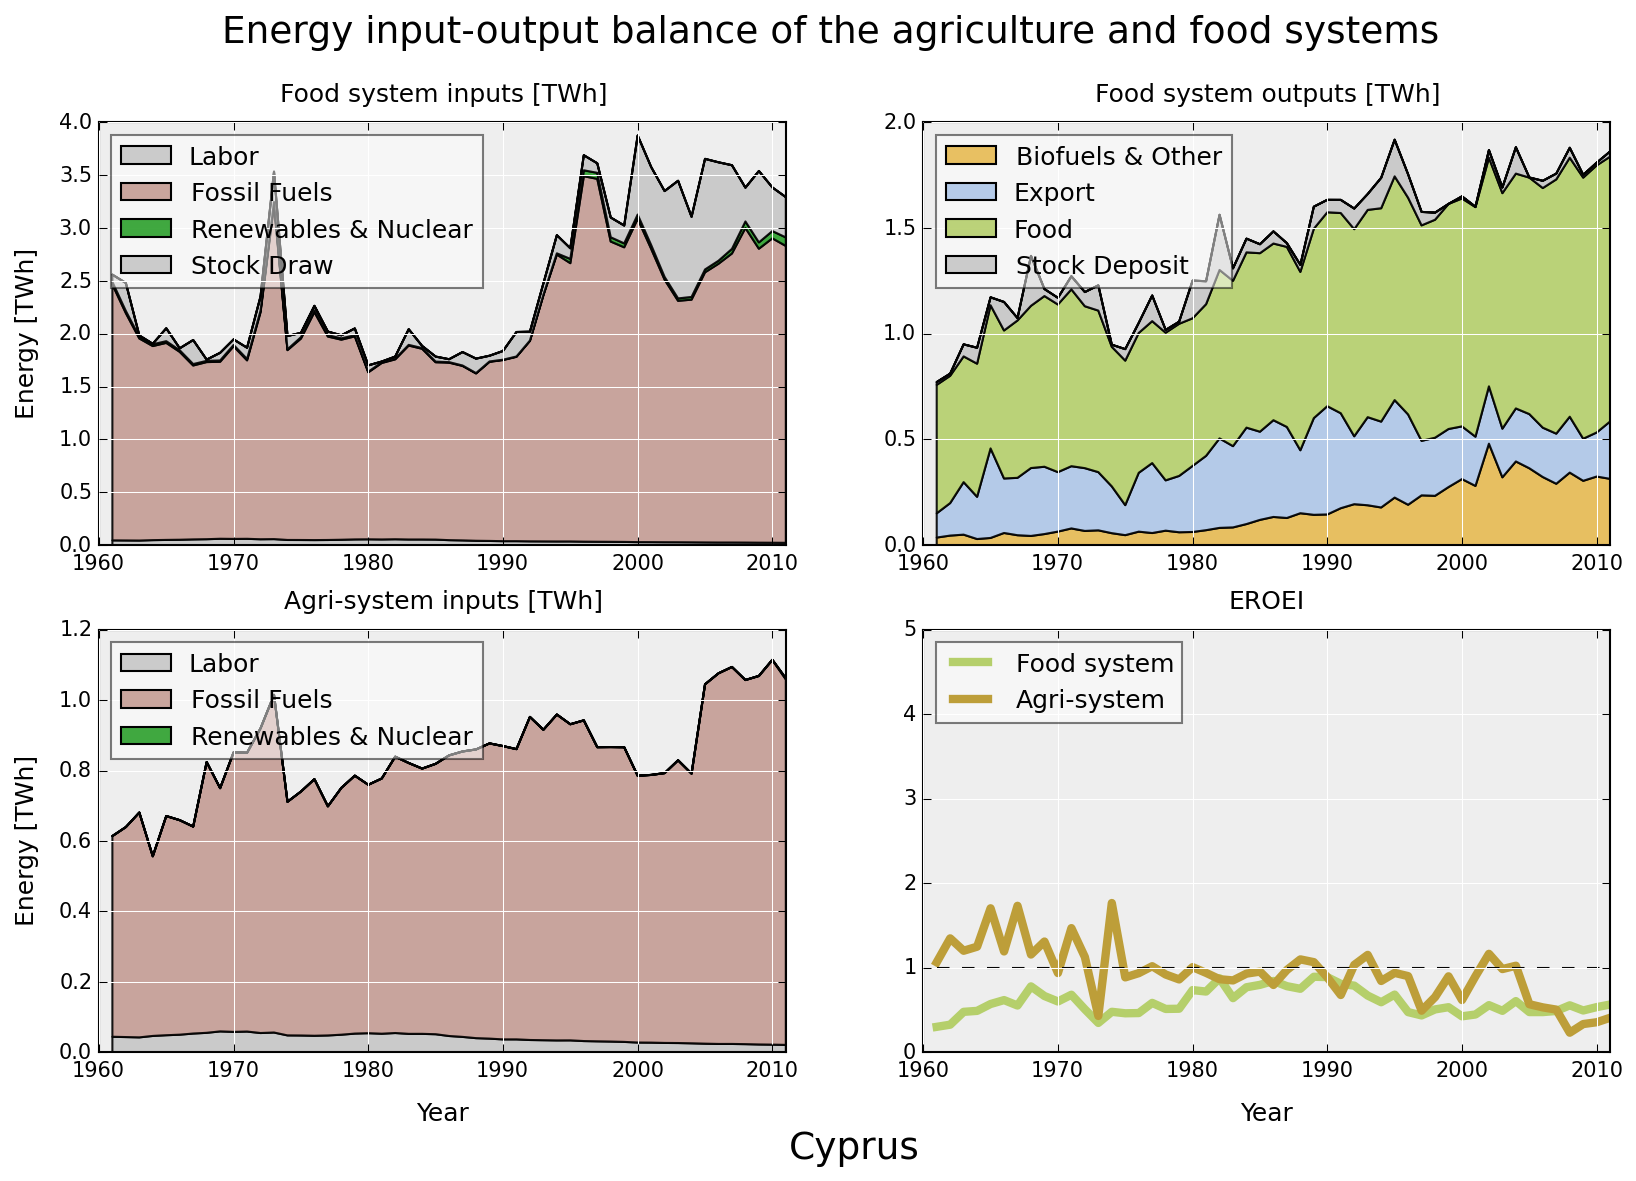 Energy input-output balance of the agriculture and food systems
Food system inputs [TWh]
Energy [TWh]
4.0
3.5
3.0
2.5
2.0
1.5
1.0
0.5
0.0
Labor
Fossil Fuels
Renewables & Nuclear
Stock Draw
1960 1970 1980 1990 2000 2010
Food system outputs [TWh]
2.0
1.5
1.0
0.5
0.0
Biofuels & Other
Export
Food
Stock Deposit
1960 1970 1980 1990 2000 2010
Agri-system inputs [TWh]
Energy [TWh]
1.2
1.0
0.8
0.6
0.4
0.2
0.0
Labor
Fossil Fuels
Renewables & Nuclear
1960 1970 1980 1990 2000 2010
Year
EROEI
5
4
3
2
1
0
Food system
Agri-system
1960 1970 1980 1990 2000 2010
Year
Cyprus